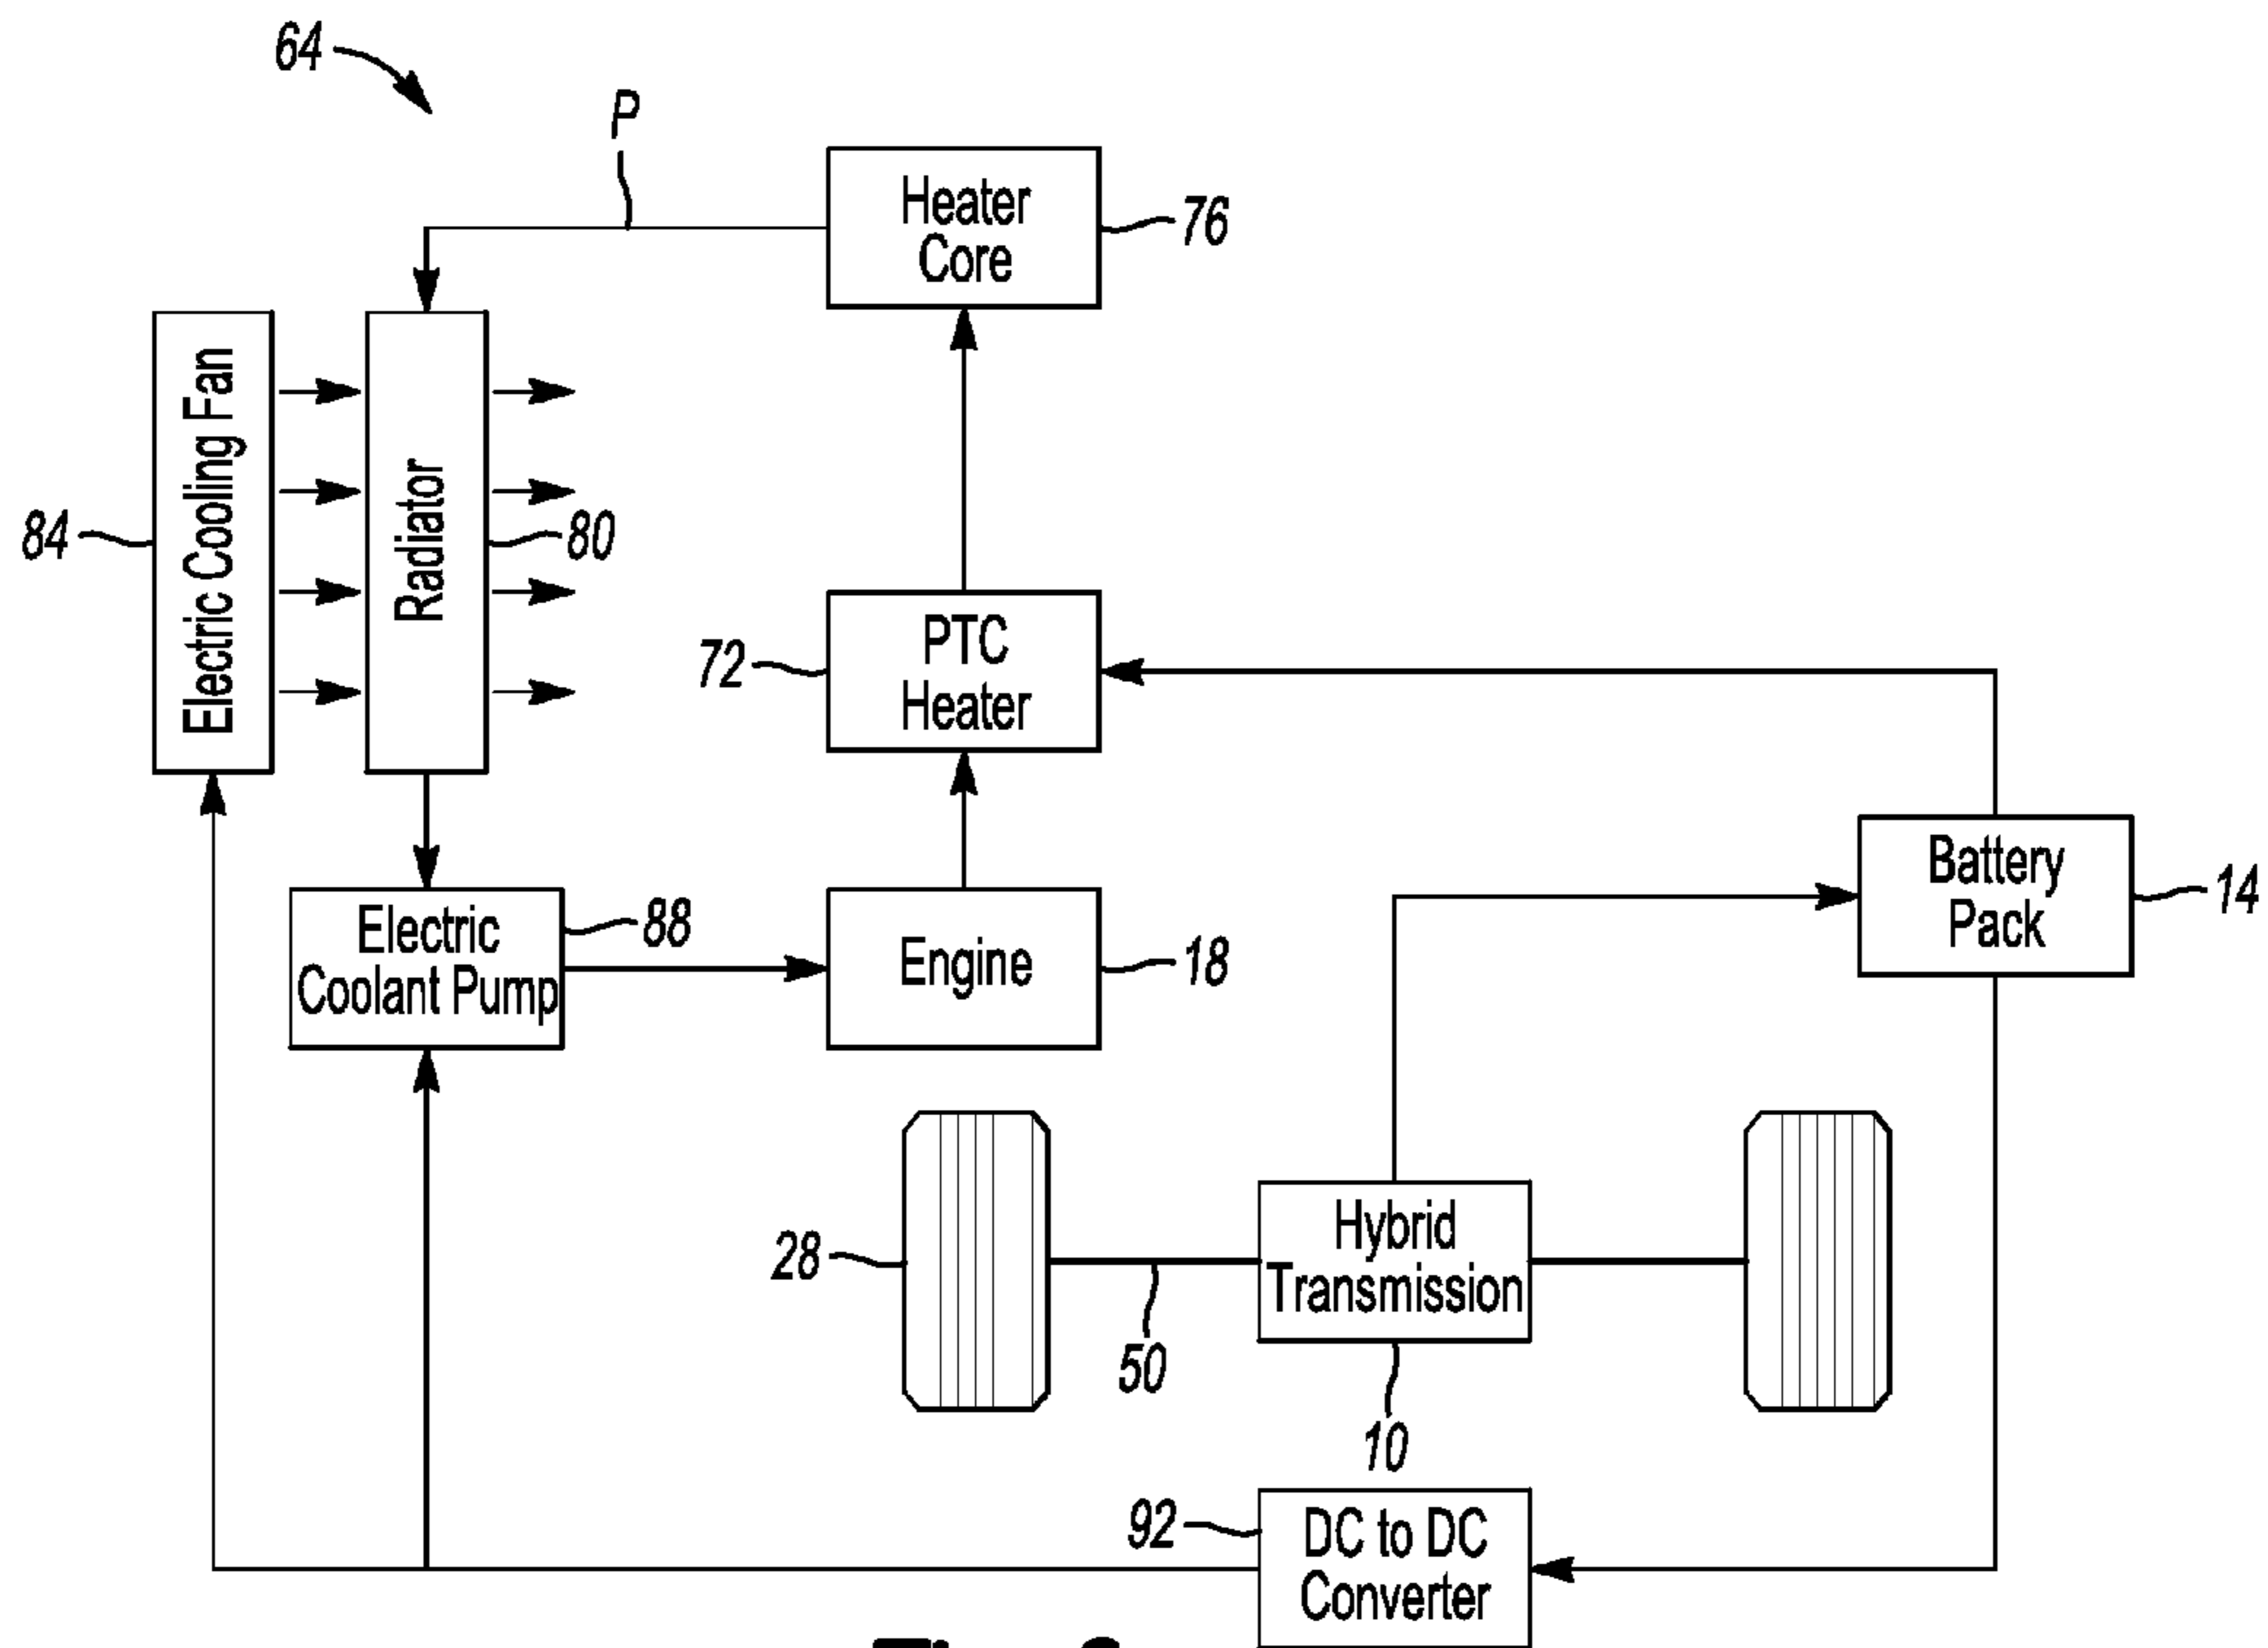 64
P
Heater
Core
76
Electric Cooling Fan
84
Radiator
80
PTC
Heater
72
Battery
Pack
14
Electric
Coolant Pump
88
Engine
18
28
50
Hybrid
Transmission
10
92
DC to DC
Converter